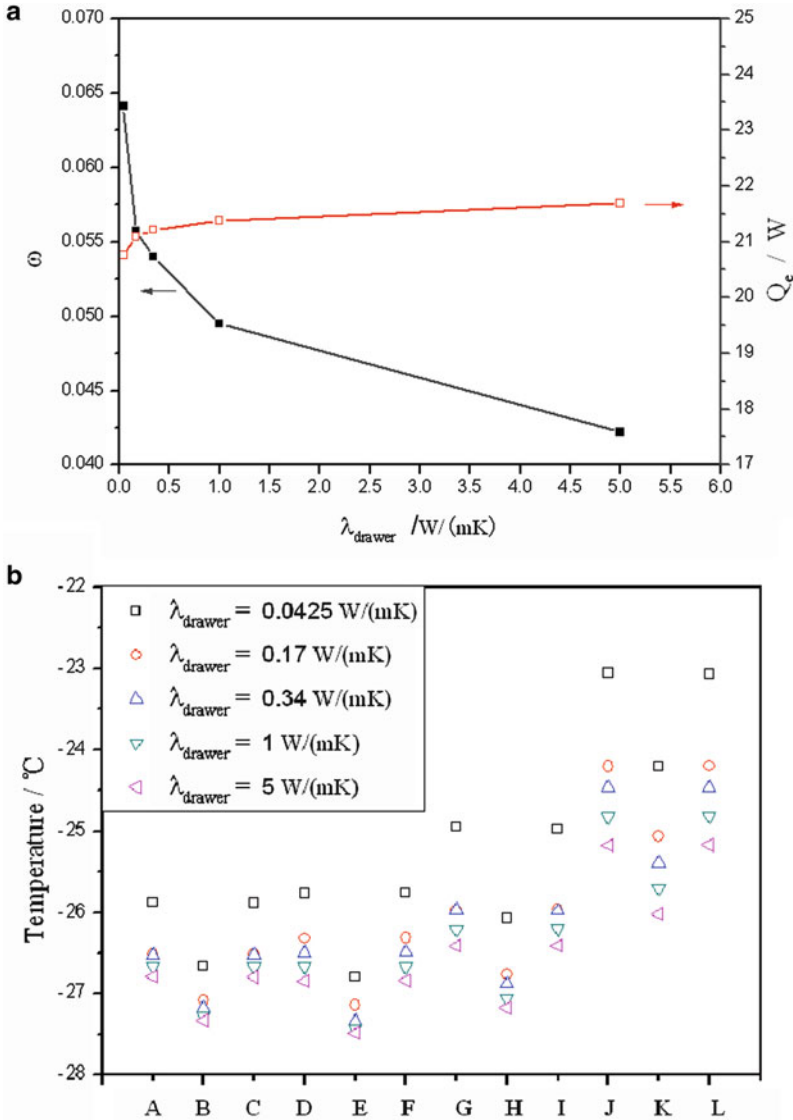 a
0.070
0.065
0.060
0.055
0.050
0.045
0.040
ω
25
24
23
22
21
20
19
18
17
Qe / W
0.0 0.5 1.0 1.5 2.0 2.5 3.0 3.5 4.0 4.5 5.0 5.5 6.0
λdrawer /W/(mK)
b
-22
-23
-24
-25
-26
-27
-28
Temperature / ℃
λdrawer = 0.0425 W/(mK)
λdrawer = 0.17 W/(mK)
λdrawer = 0.34 W/(mK)
λdrawer = 1 W/(mK)
λdrawer = 5 W/(mK)
A B C D E F G H I J K L